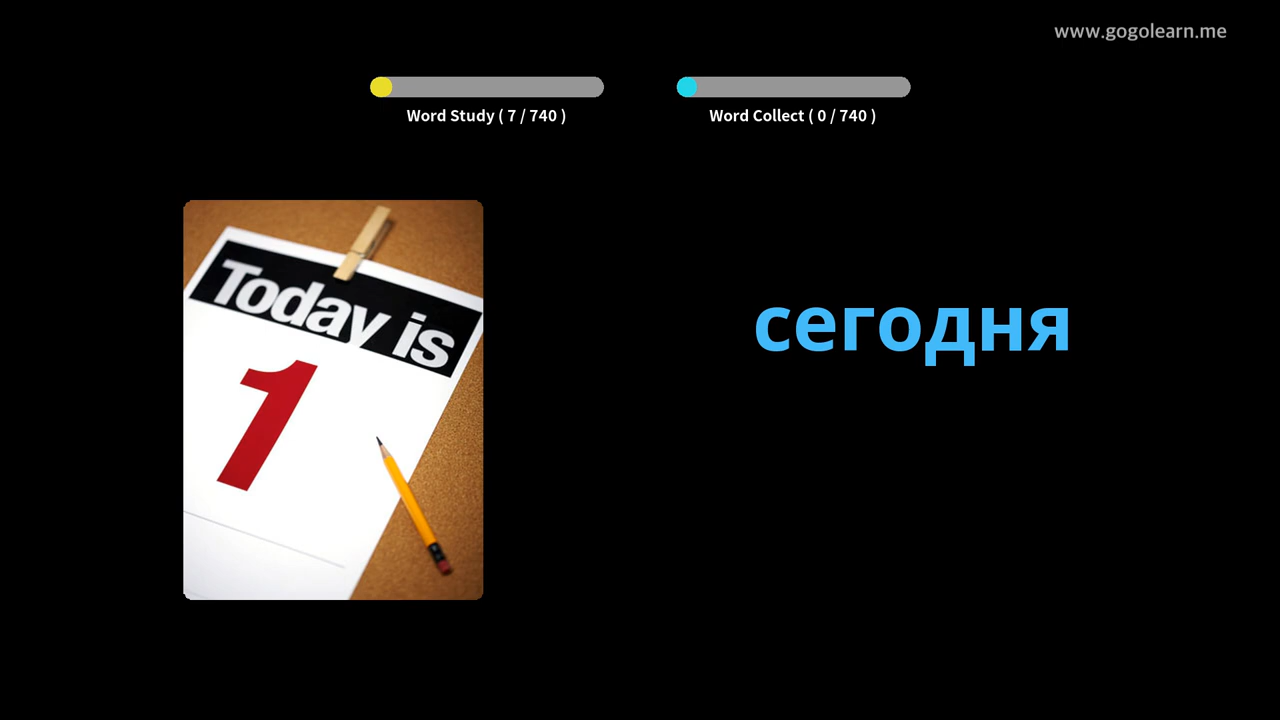 www.gogolearn.me
Word Study ( 7 / 740 )
Word Collect ( 0 / 740 )
Today is
1
сегодня